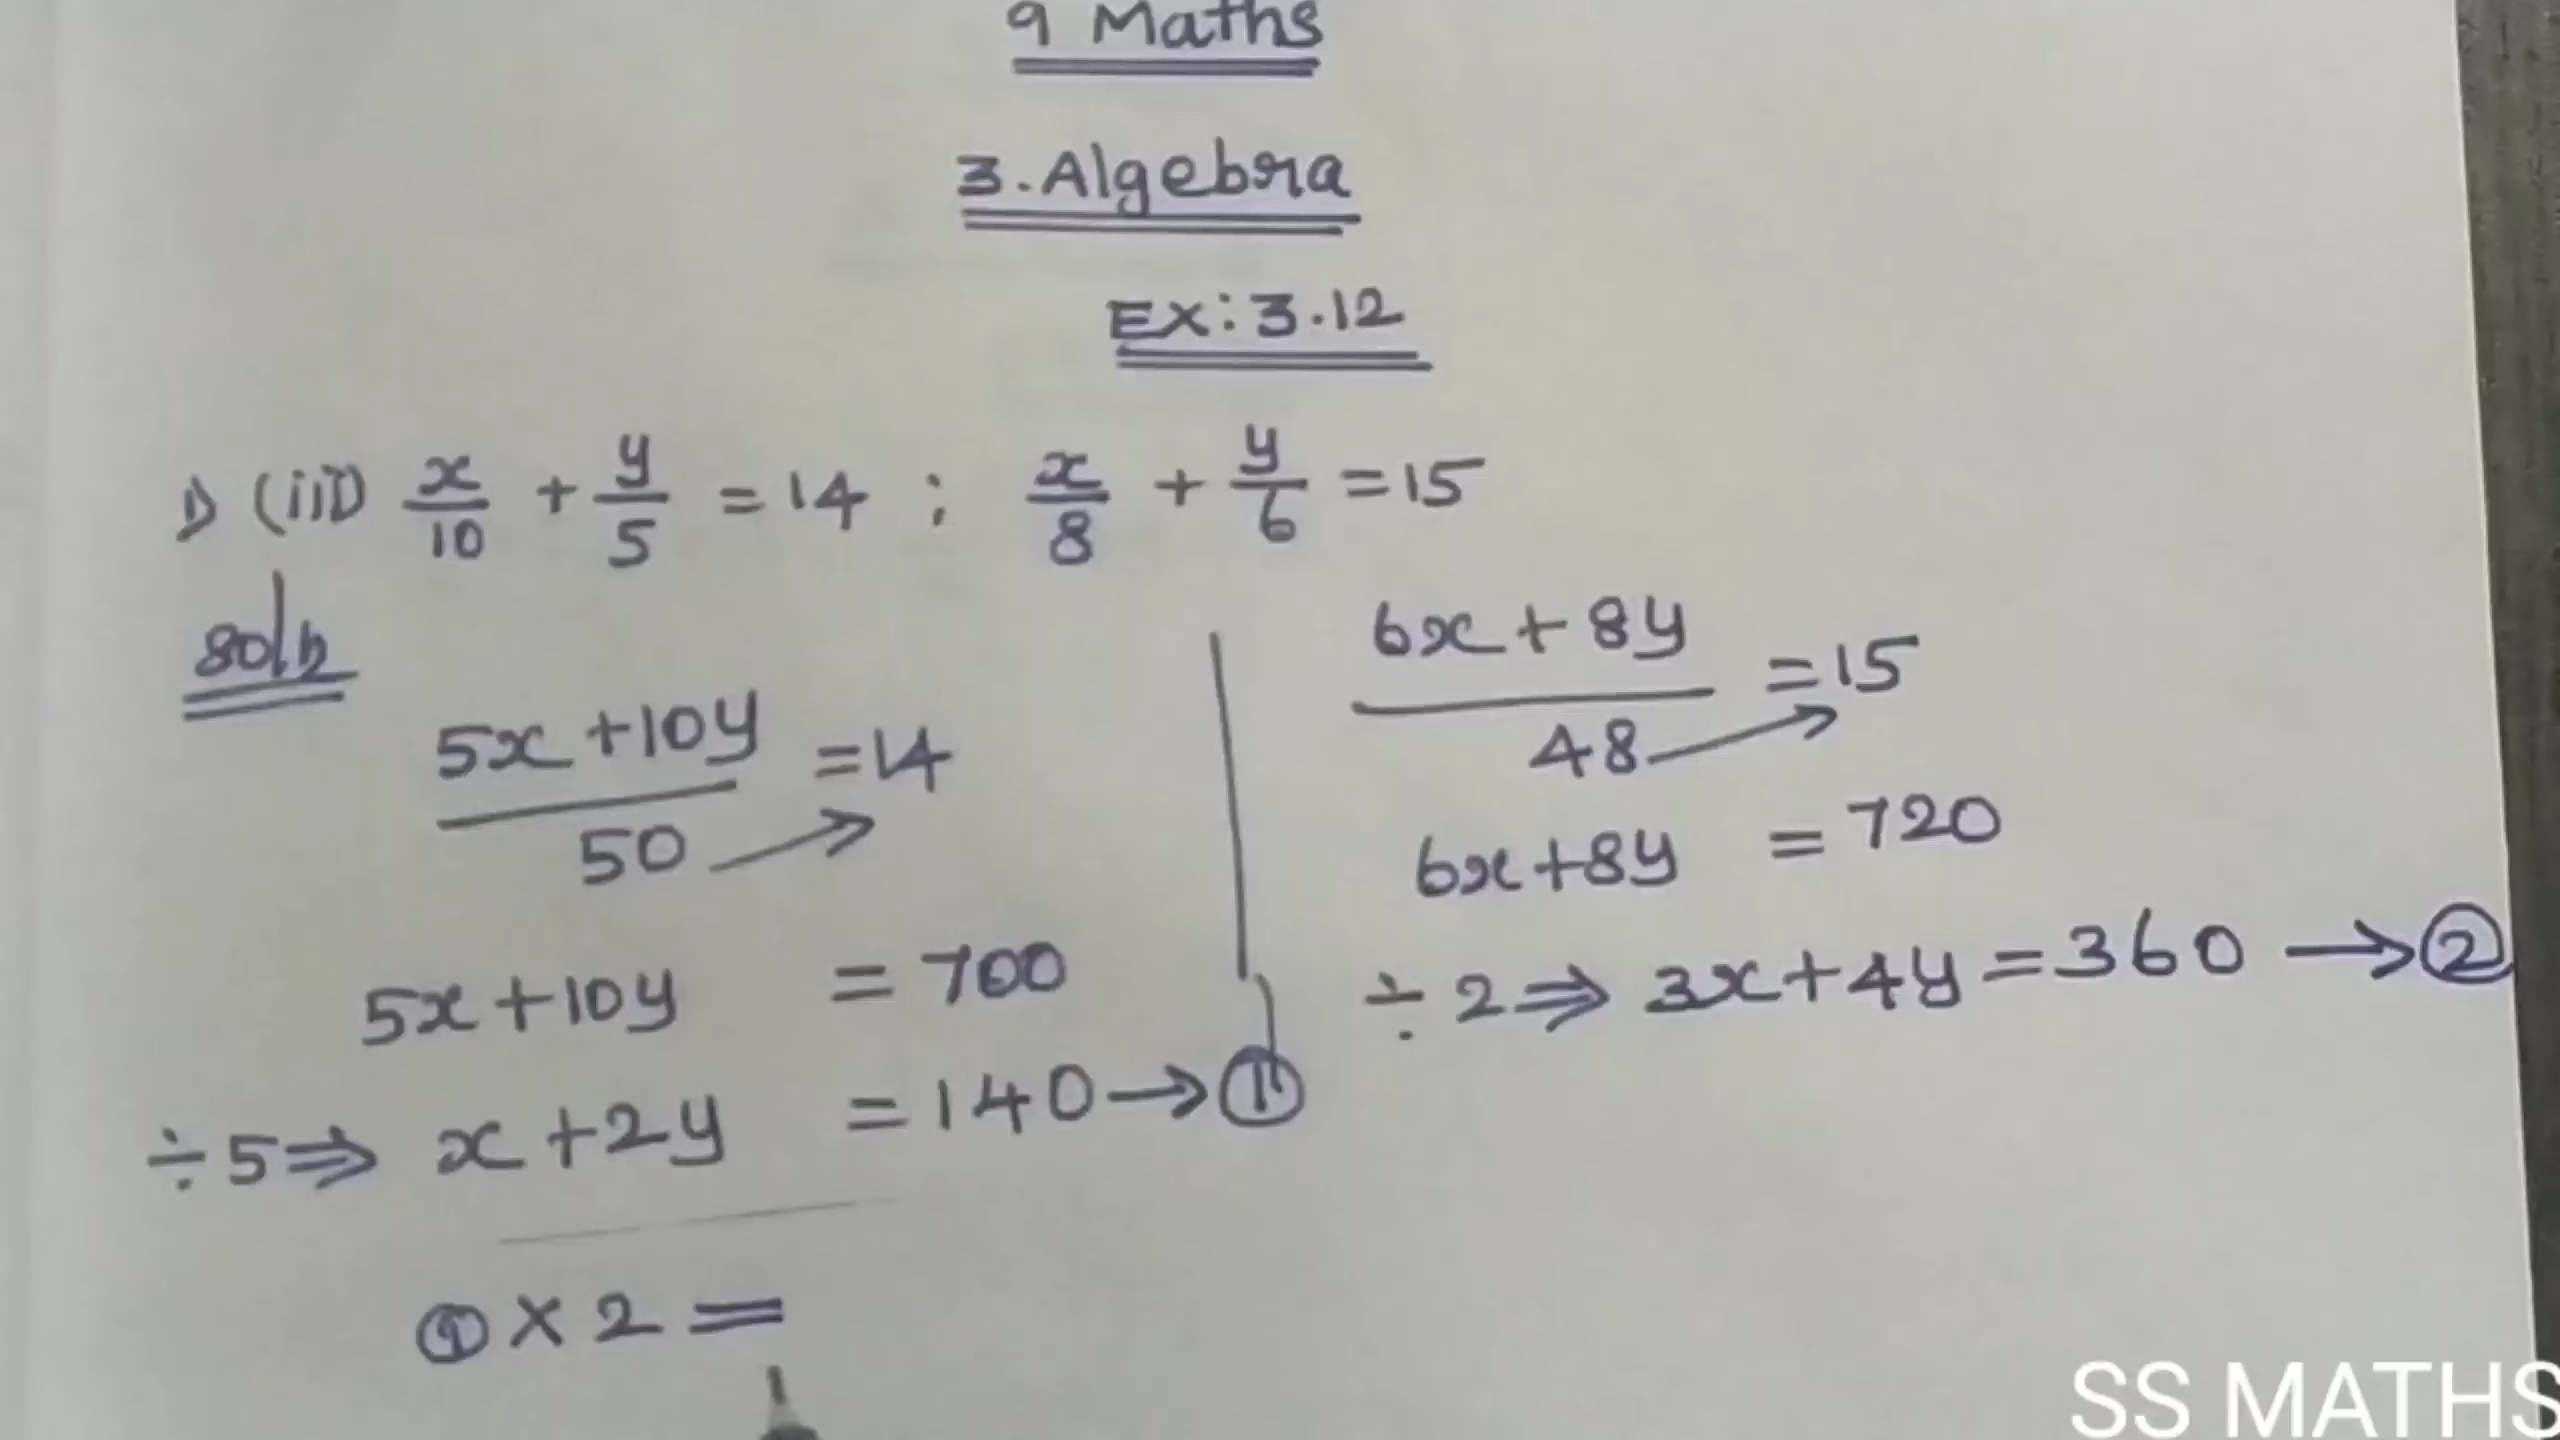 9 Maths
3. Algebra
Ex: 3.12
1) (iii) x/10 + y/5 = 14 ; x/8 + y/6 = 15
soln
5x + 10y / 50 = 14
5x + 10y = 700
÷ 5 ⇒ x + 2y = 140 → ①
6x + 8y / 48 = 15
6x + 8y = 720
÷ 2 ⇒ 3x + 4y = 360 → ②
① × 2 =
SS MATHS